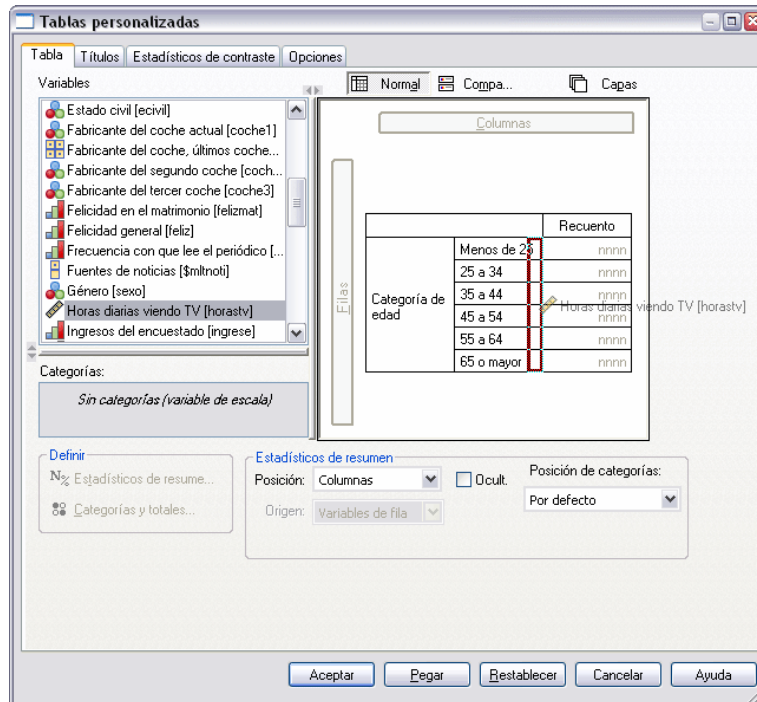 Tablas personalizadas
Tabla Títulos Estadísticos de contraste Opciones
Variables
Normal Compa... Capas
Estado civil [ecivil]
Fabricante del coche actual [coche1]
Fabricante del coche, últimos coche...
Fabricante del segundo coche [coch...
Fabricante del tercer coche [coche3]
Felicidad en el matrimonio [felizmat]
Felicidad general [feliz]
Frecuencia con que lee el periódico [...
Fuentes de noticias [$mltnoti]
Género [sexo]
Horas diarias viendo TV [horastv]
Ingresos del encuestado [ingrese]
Columnas
Filas
Recuento
Categoría de edad
Menos de 25 nnnn
25 a 34 nnnn
35 a 44 nnnn
45 a 54 nnnn
55 a 64 nnnn
65 o mayor nnnn
Horas diarias viendo TV [horastv]
Categorías:
Sin categorías (variable de escala)
Definir
N% Estadísticos de resume...
Categorías y totales...
Estadísticos de resumen
Posición: Columnas Ocult.
Origen: Variables de fila
Posición de categorías:
Por defecto
Aceptar Pegar Restablecer Cancelar Ayuda